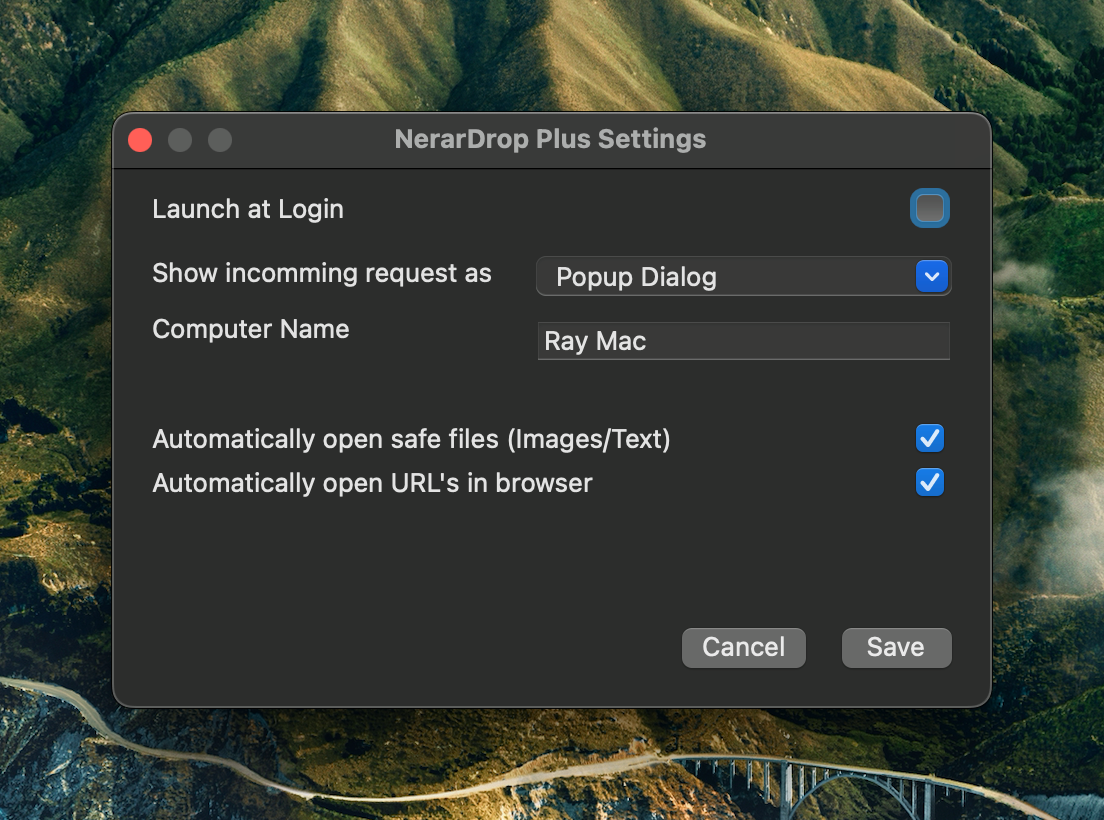 NerarDrop Plus Settings
Launch at Login
Show incomming request as
Popup Dialog
Computer Name
Ray Mac
Automatically open safe files (Images/Text)
Automatically open URL's in browser
Cancel
Save